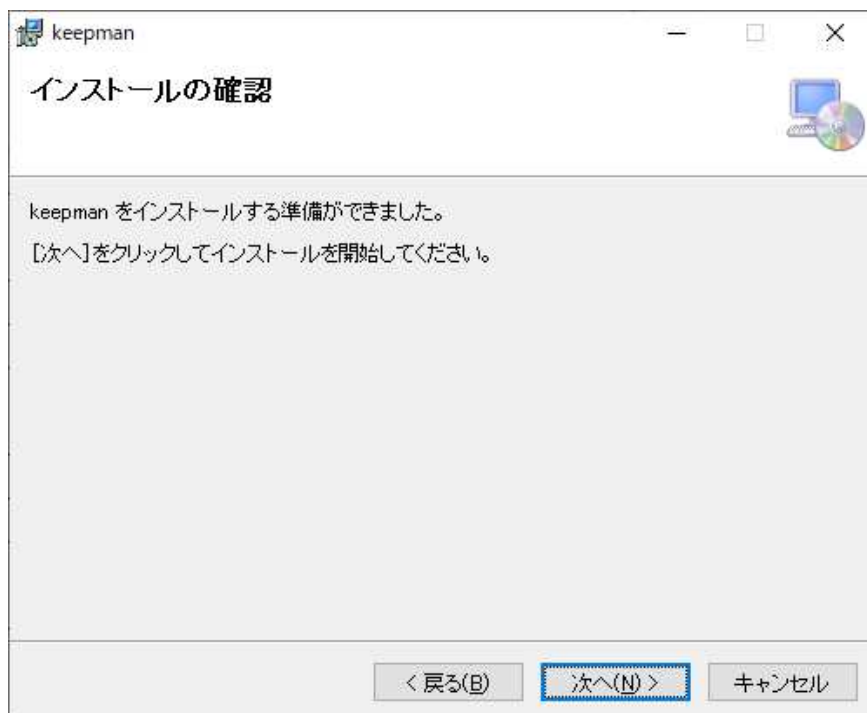 keepman
インストールの確認
keepman をインストールする準備ができました。
[次へ]をクリックしてインストールを開始してください。
< 戻る(B)
次へ(N) >
キャンセル